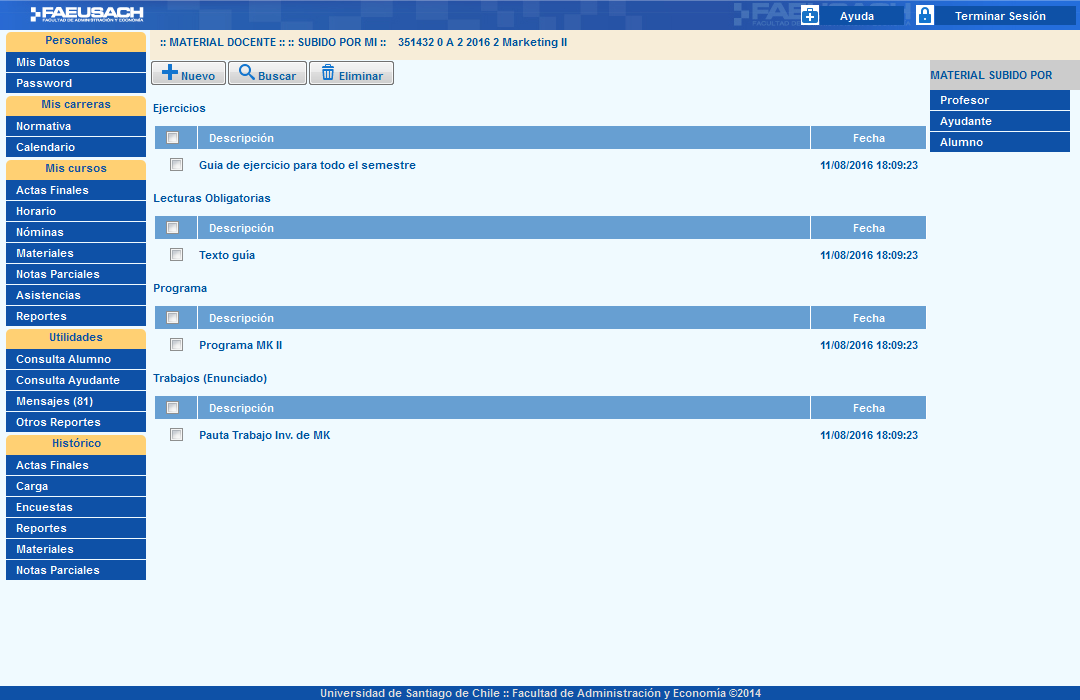 FAEUSACH
FACULTAD DE ADMINISTRACIÓN Y ECONOMÍA
Ayuda
Terminar Sesión
Personales
Mis Datos
Password
Mis carreras
Normativa
Calendario
Mis cursos
Actas Finales
Horario
Nóminas
Materiales
Notas Parciales
Asistencias
Reportes
Utilidades
Consulta Alumno
Consulta Ayudante
Mensajes (81)
Otros Reportes
Histórico
Actas Finales
Carga
Encuestas
Reportes
Materiales
Notas Parciales
:: MATERIAL DOCENTE :: :: SUBIDO POR MI :: 351432 0 A 2 2016 2 Marketing II
Nuevo Buscar Eliminar
Ejercicios
Descripción Fecha
Guia de ejercicio para todo el semestre 11/08/2016 18:09:23
Lecturas Obligatorias
Descripción Fecha
Texto guía 11/08/2016 18:09:23
Programa
Descripción Fecha
Programa MK II 11/08/2016 18:09:23
Trabajos (Enunciado)
Descripción Fecha
Pauta Trabajo Inv. de MK 11/08/2016 18:09:23
MATERIAL SUBIDO POR
Profesor
Ayudante
Alumno
Universidad de Santiago de Chile :: Facultad de Administración y Economía ©2014